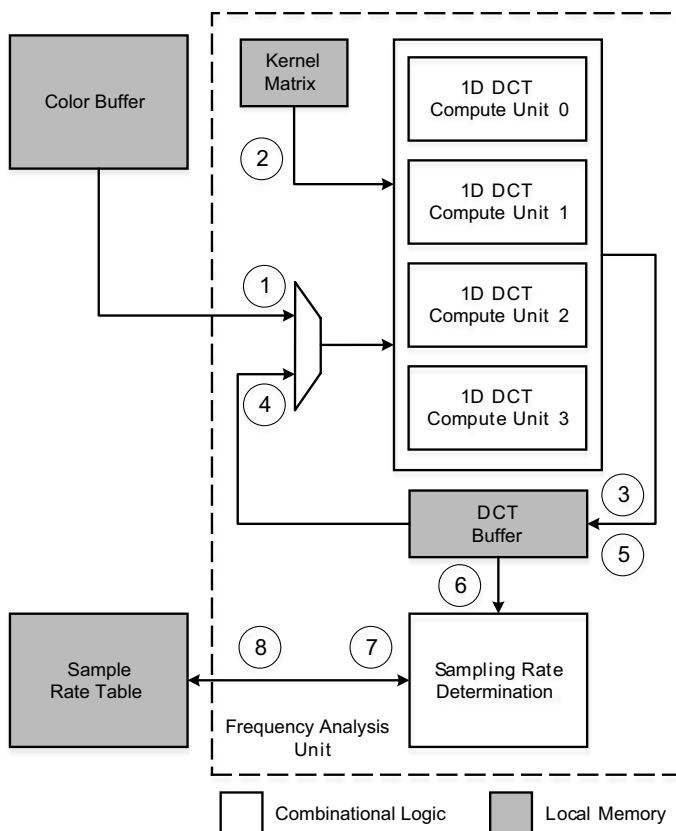 Color Buffer
Kernel
Matrix
2
1D DCT
Compute Unit 0
1D DCT
Compute Unit 1
1
1D DCT
Compute Unit 2
4
1D DCT
Compute Unit 3
3
DCT
Buffer
5
6
8
7
Sample
Rate Table
Sampling Rate
Determination
Frequency Analysis
Unit
Combinational Logic
Local Memory